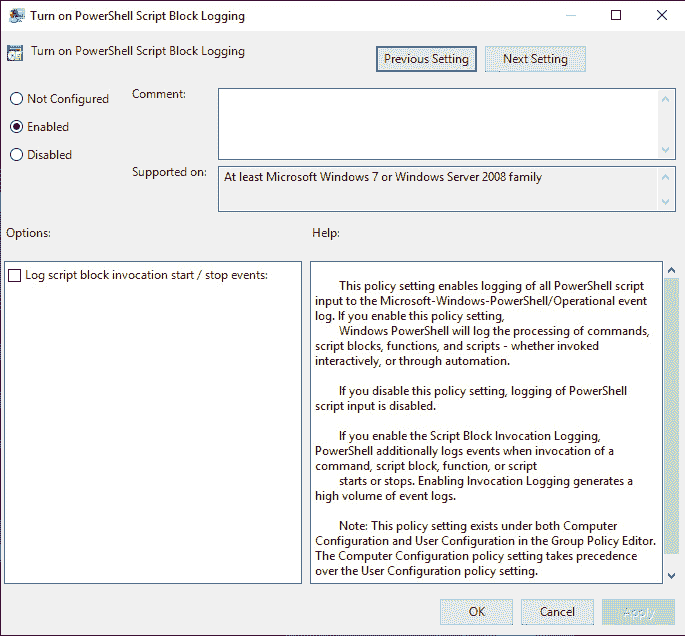 Turn on PowerShell Script Block Logging
Turn on PowerShell Script Block Logging
Previous Setting
Next Setting
Not Configured
Comment:
Enabled
Disabled
Supported on:
At least Microsoft Windows 7 or Windows Server 2008 family
Options:
Help:
Log script block invocation start / stop events:
This policy setting enables logging of all PowerShell script
input to the Microsoft-Windows-PowerShell/Operational event
log. If you enable this policy setting,
Windows PowerShell will log the processing of commands,
script blocks, functions, and scripts - whether invoked
interactively, or through automation.
If you disable this policy setting, logging of PowerShell
script input is disabled.
If you enable the Script Block Invocation Logging,
PowerShell additionally logs events when invocation of a
command, script block, function, or script
starts or stops. Enabling Invocation Logging generates a
high volume of event logs.
Note: This policy setting exists under both Computer
Configuration and User Configuration in the Group Policy Editor.
The Computer Configuration policy setting takes precedence
over the User Configuration policy setting.
OK
Cancel
Apply